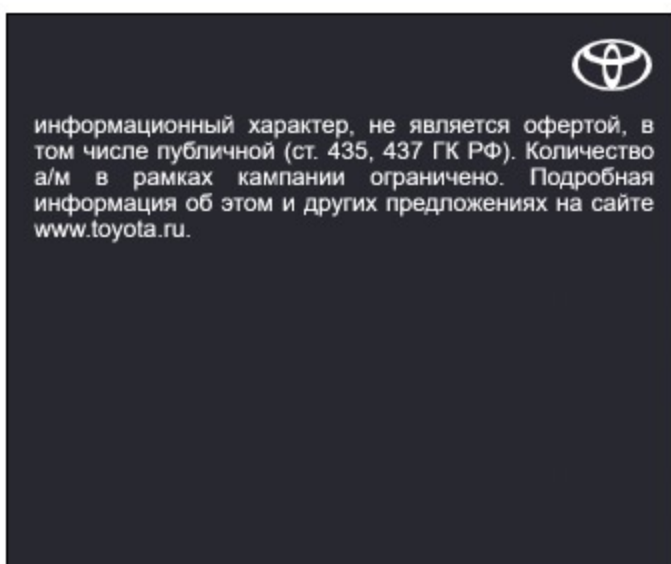 информационный характер, не является офертой, в
том числе публичной (ст. 435, 437 ГК РФ). Количество
а/м в рамках кампании ограничено. Подробная
информация об этом и других предложениях на сайте
www.toyota.ru.